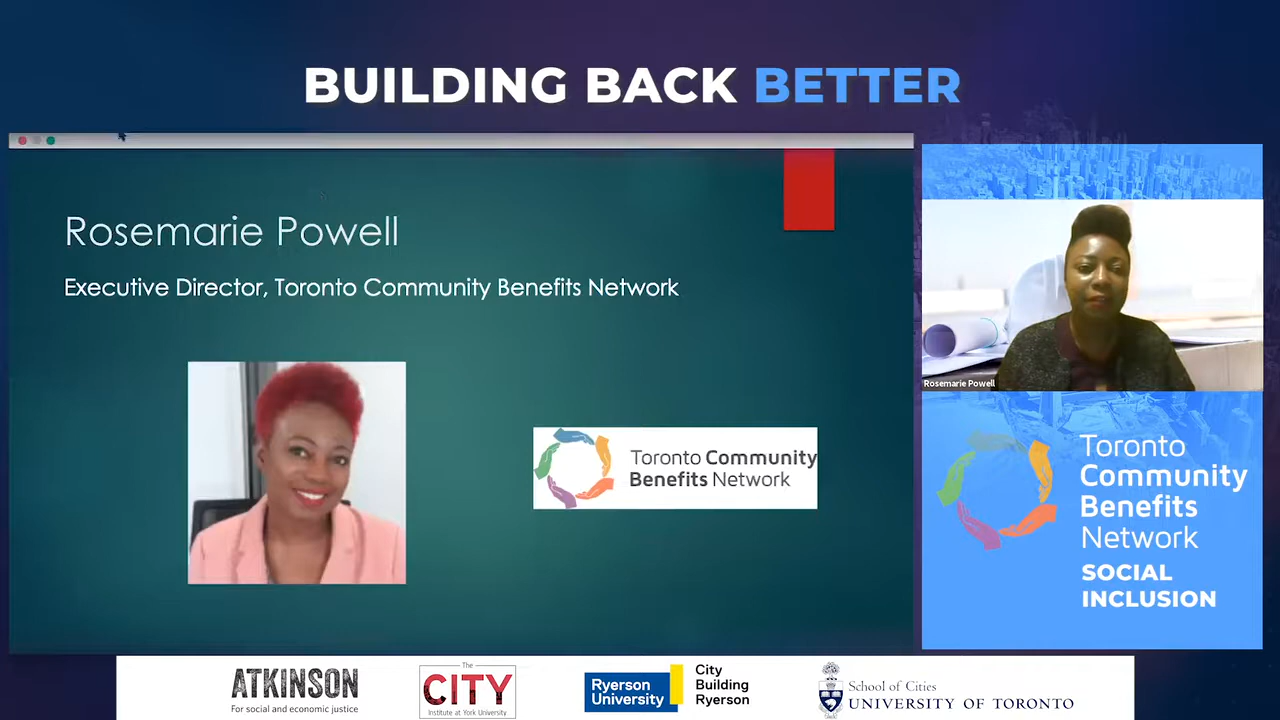 BUILDING BACK BETTER
Rosemarie Powell
Executive Director, Toronto Community Benefits Network
Toronto Community
Benefits Network
Rosemarie Powell
Toronto
Community
Benefits
Network
SOCIAL
INCLUSION
ATKINSON
For social and economic justice
The
CITY
Institute at York University
Ryerson
University
City
Building
Ryerson
School of Cities
UNIVERSITY OF TORONTO